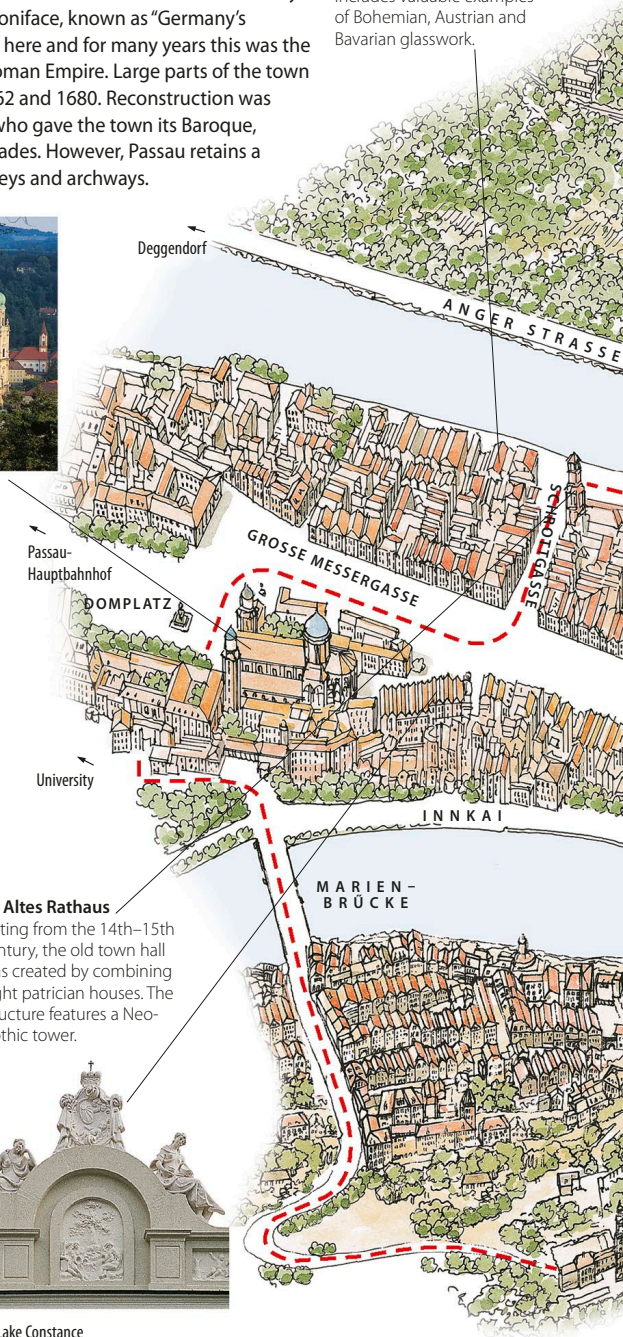 oniface, known as “Germany’s
here and for many years this was the
oman Empire. Large parts of the town
62 and 1680. Reconstruction was
who gave the town its Baroque,
ades. However, Passau retains a
eys and archways.
of Bohemian, Austrian and
Bavarian glasswork.
Deggendorf
ANGER STRASSE
SCHROTTGASSE
GROSSE MESSERGASSE
Passau-
Hauptbahnhof
DOMPLATZ
University
INNKAI
MARIEN–
BRÜCKE
Altes Rathaus
ting from the 14th–15th
ntury, the old town hall
as created by combining
ght patrician houses. The
ucture features a Neo-
othic tower.
Lake Constance